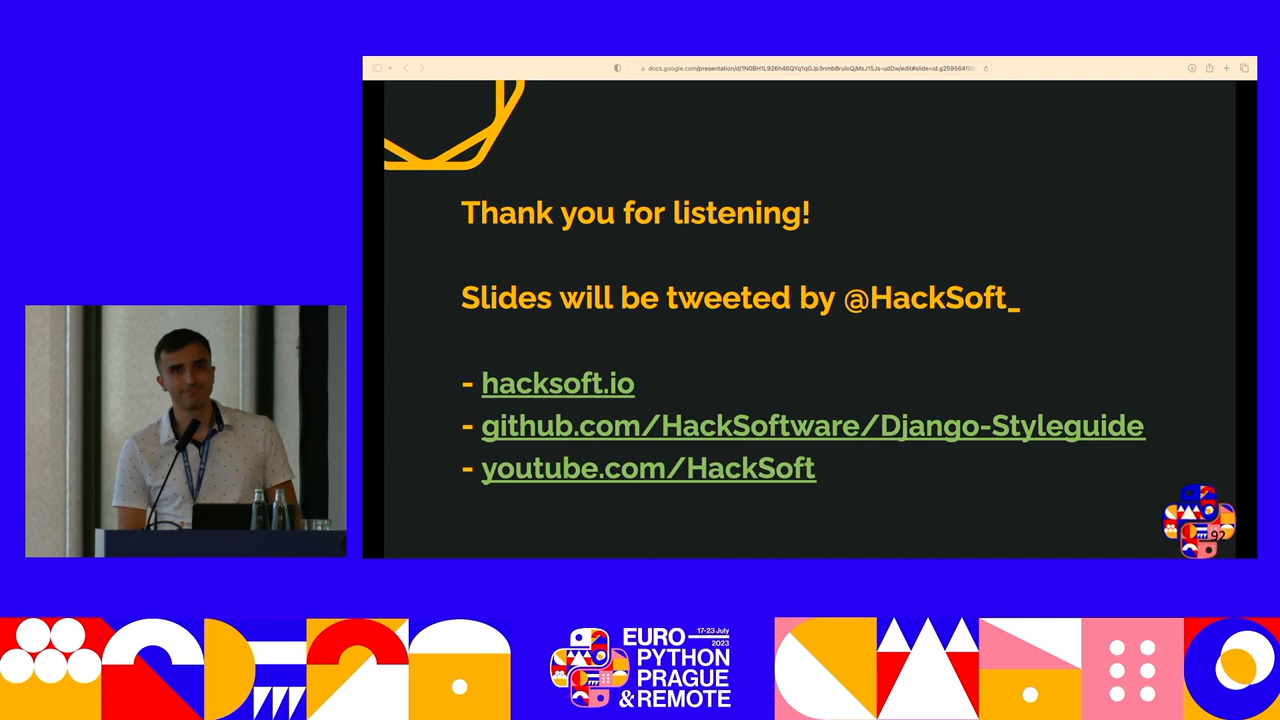 Thank you for listening!
Slides will be tweeted by @HackSoft_
- hacksoft.io
- github.com/HackSoftware/Django-Styleguide
- youtube.com/HackSoft
92
17-23 July
2023
EURO
PYTHON
PRAGUE
& REMOTE